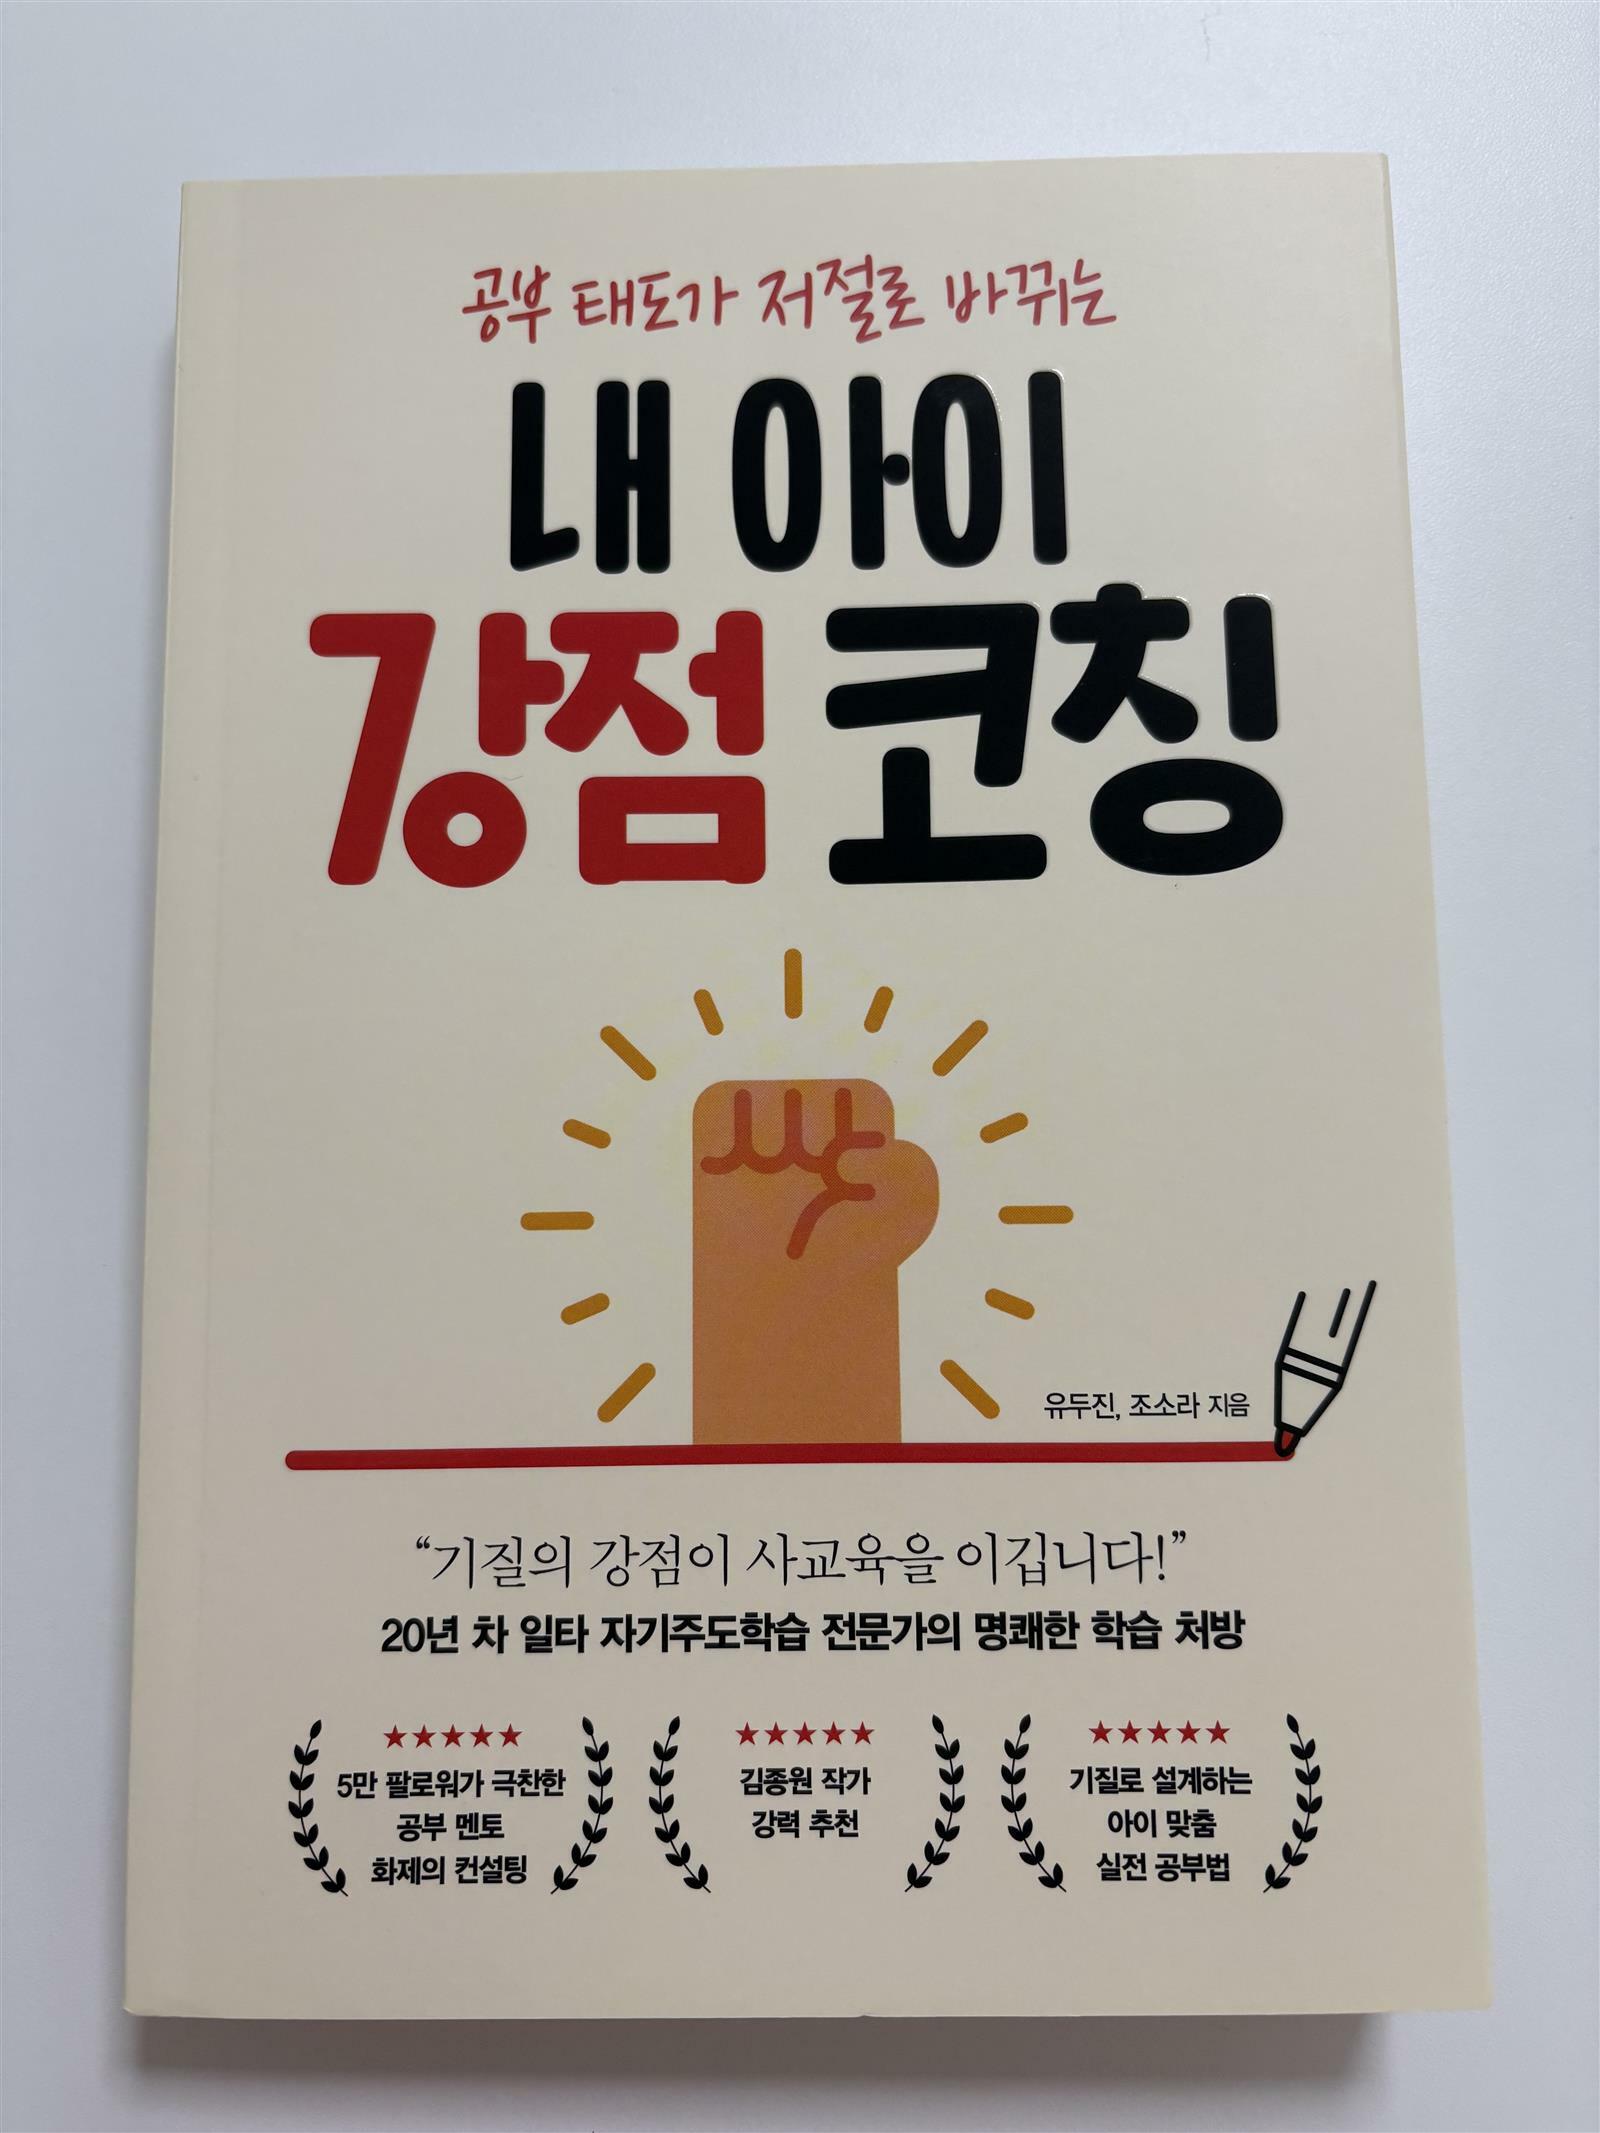 공부 태도가 저절로 바뀌는
내 아이
강점 코칭
유두진, 조소라 지음
“기질의 강점이 사교육을 이깁니다!”
20년 차 일타 자기주도학습 전문가의 명쾌한 학습 처방
★★★★★
5만 팔로워가 극찬한
공부 멘토
화제의 컨설팅
★★★★★
김종원 작가
강력 추천
★★★★★
기질로 설계하는
아이 맞춤
실전 공부법